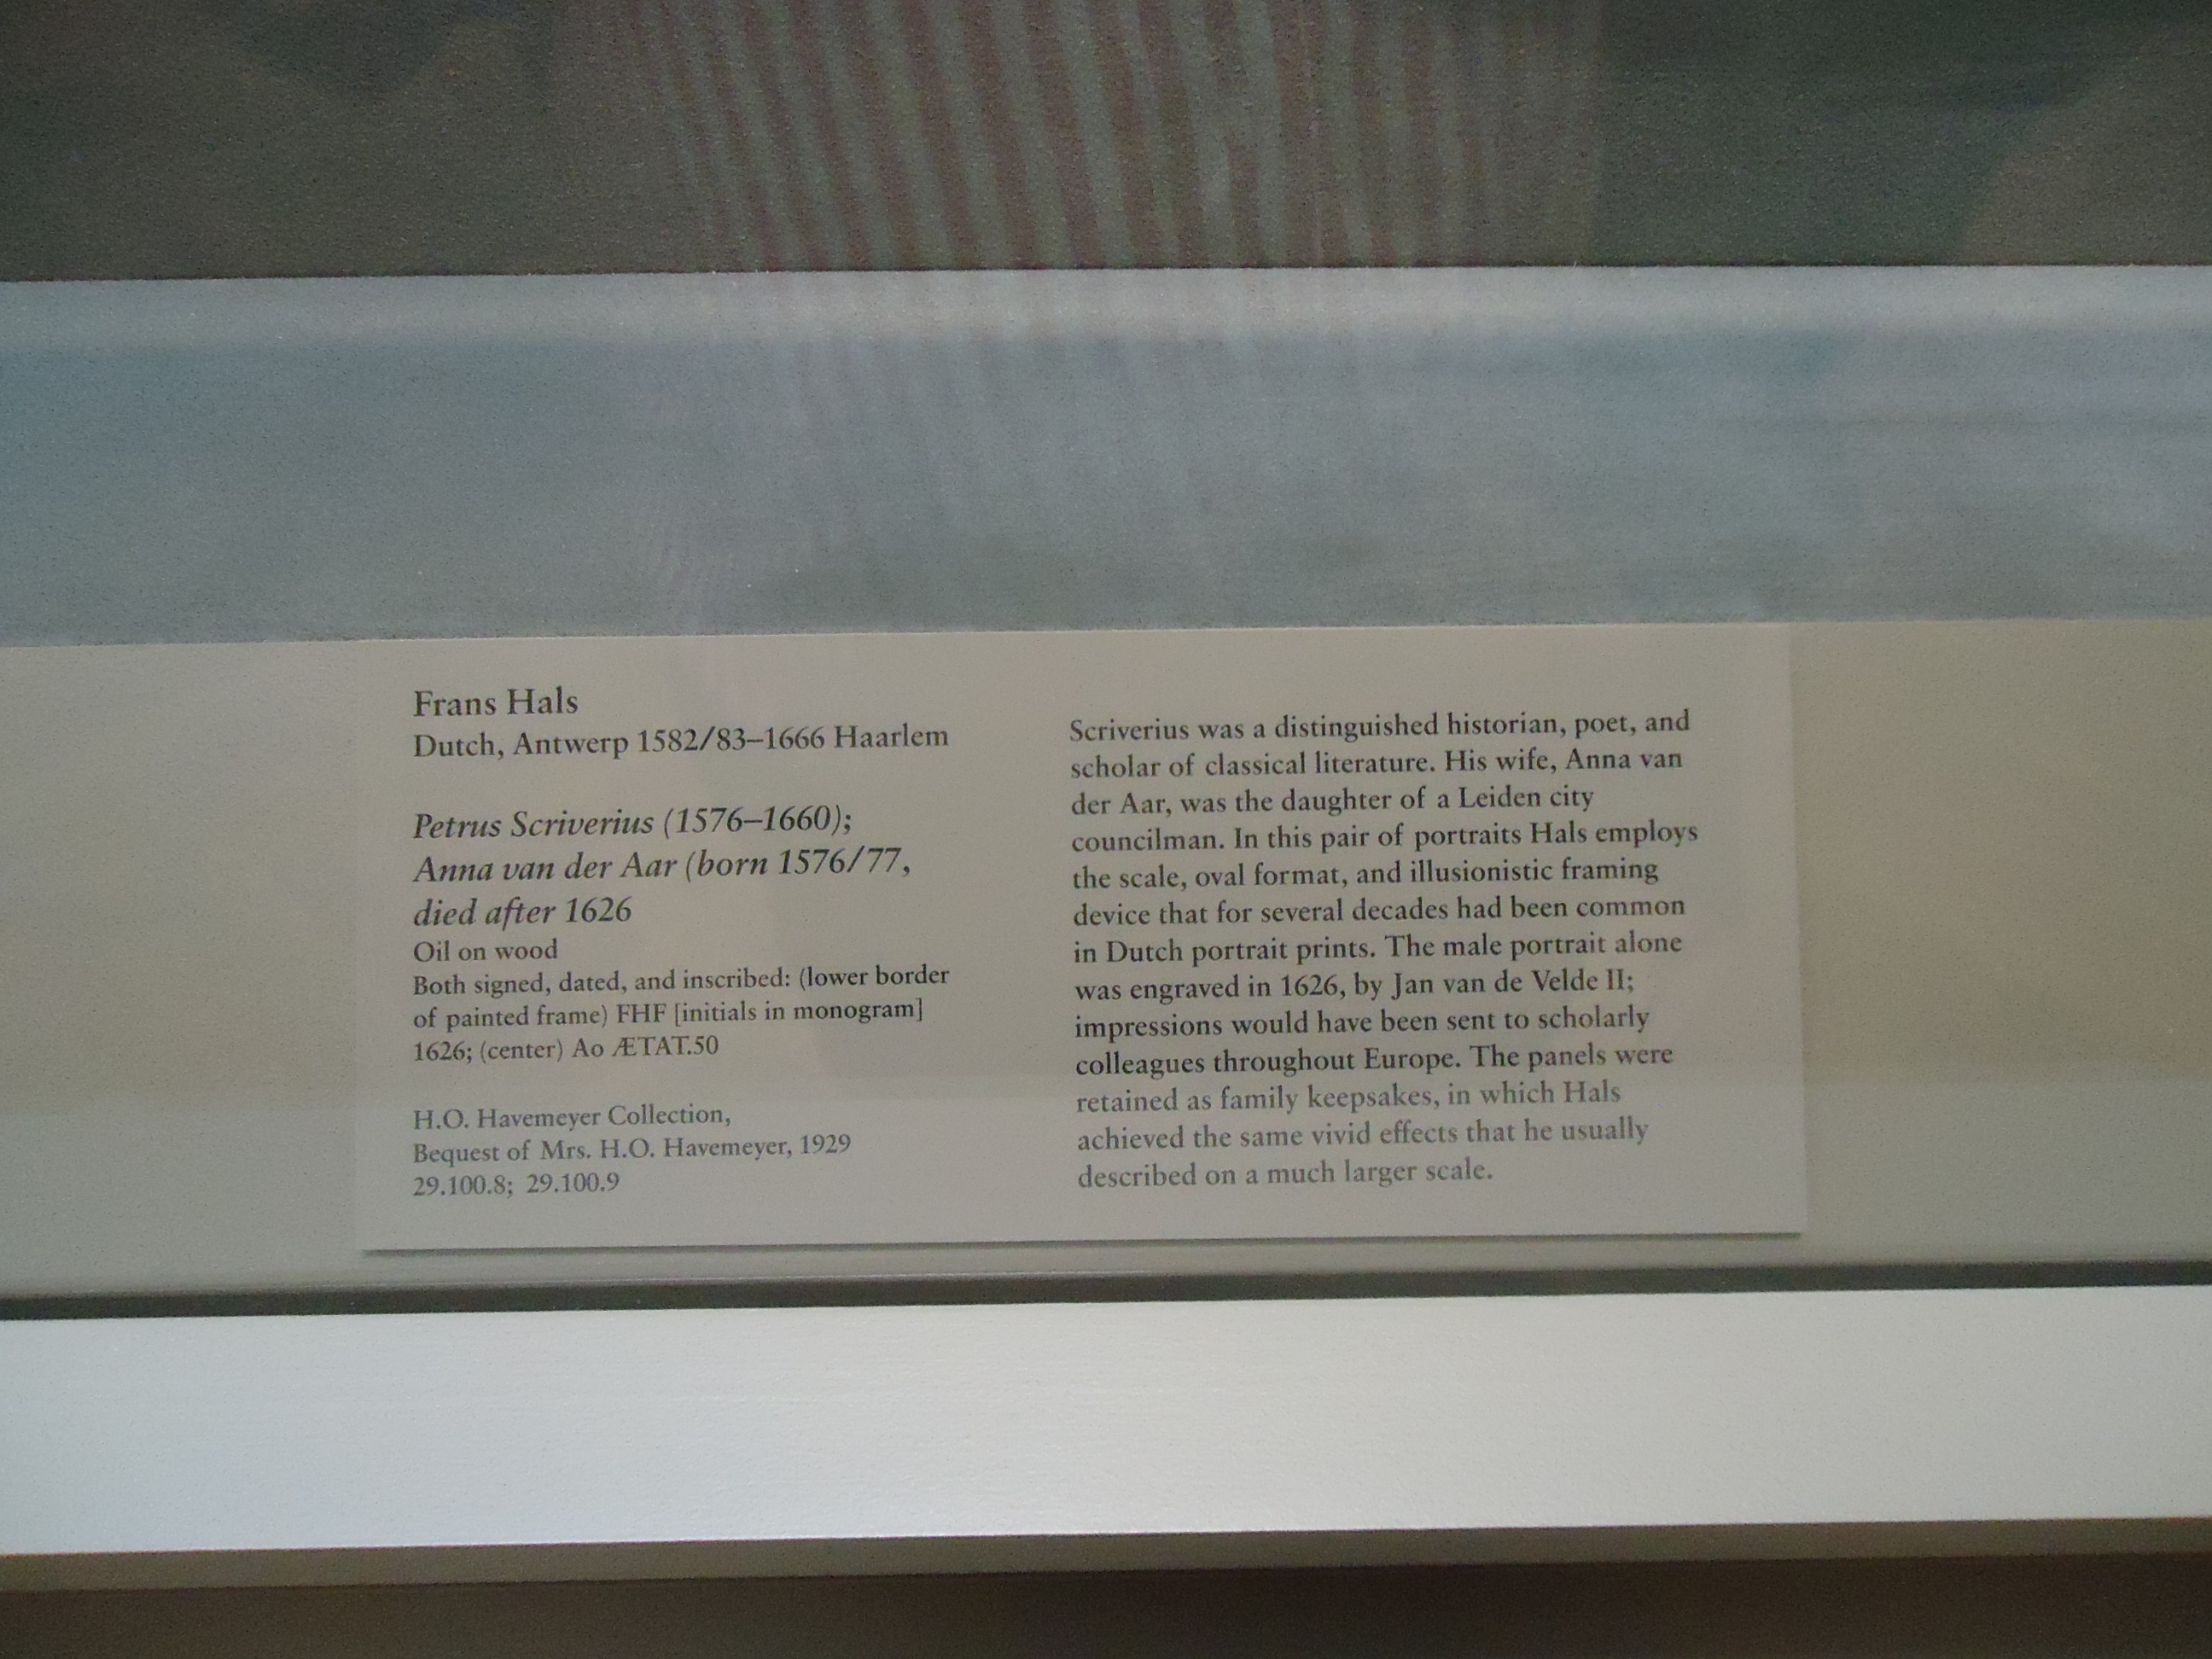 Frans Hals
Dutch, Antwerp 1582/83–1666 Haarlem
Petrus Scriverius (1576–1660);
Anna van der Aar (born 1576/77,
died after 1626
Oil on wood
Both signed, dated, and inscribed: (lower border
of painted frame) FHF [initials in monogram]
1626; (center) Ao ÆTAT.50
H.O. Havemeyer Collection,
Bequest of Mrs. H.O. Havemeyer, 1929
29.100.8; 29.100.9
Scriverius was a distinguished historian, poet, and
scholar of classical literature. His wife, Anna van
der Aar, was the daughter of a Leiden city
councilman. In this pair of portraits Hals employs
the scale, oval format, and illusionistic framing
device that for several decades had been common
in Dutch portrait prints. The male portrait alone
was engraved in 1626, by Jan van de Velde II;
impressions would have been sent to scholarly
colleagues throughout Europe. The panels were
retained as family keepsakes, in which Hals
achieved the same vivid effects that he usually
described on a much larger scale.